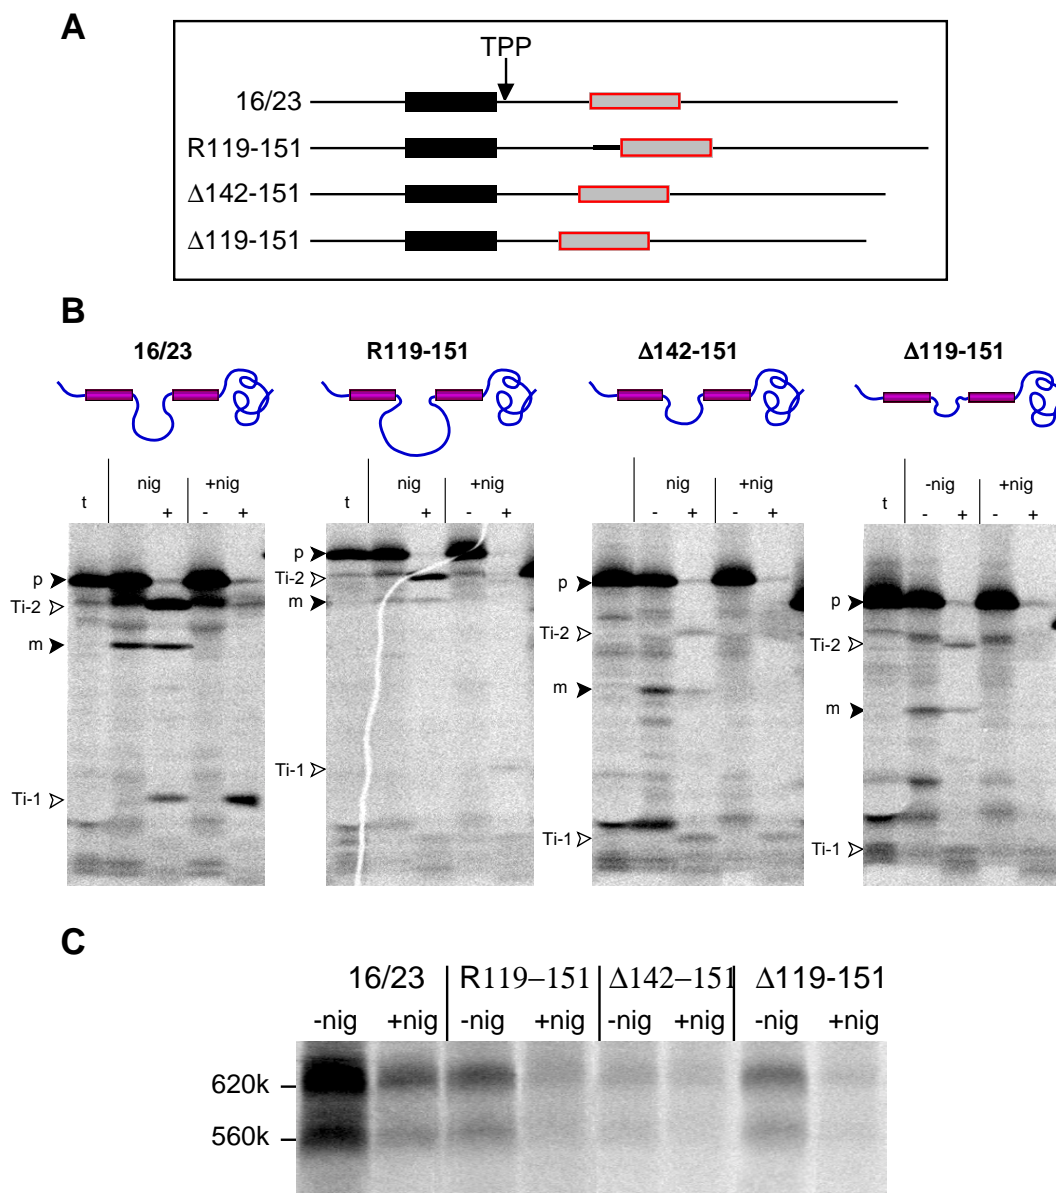 A
TPP
16/23
R119-151
Δ142-151
Δ119-151
B
16/23 R119-151 Δ142-151 Δ119-151
t nig +nig + - +
p
Ti-2
m
Ti-1
nig +nig + - +
p
Ti-2
m
Ti-1
nig +nig - + - +
p
Ti-2
m
Ti-1
t -nig +nig - + - +
p
Ti-2
m
Ti-1
C
16/23 R119–151 Δ142–151 Δ119-151
-nig +nig -nig +nig -nig +nig -nig +nig
620k
560k